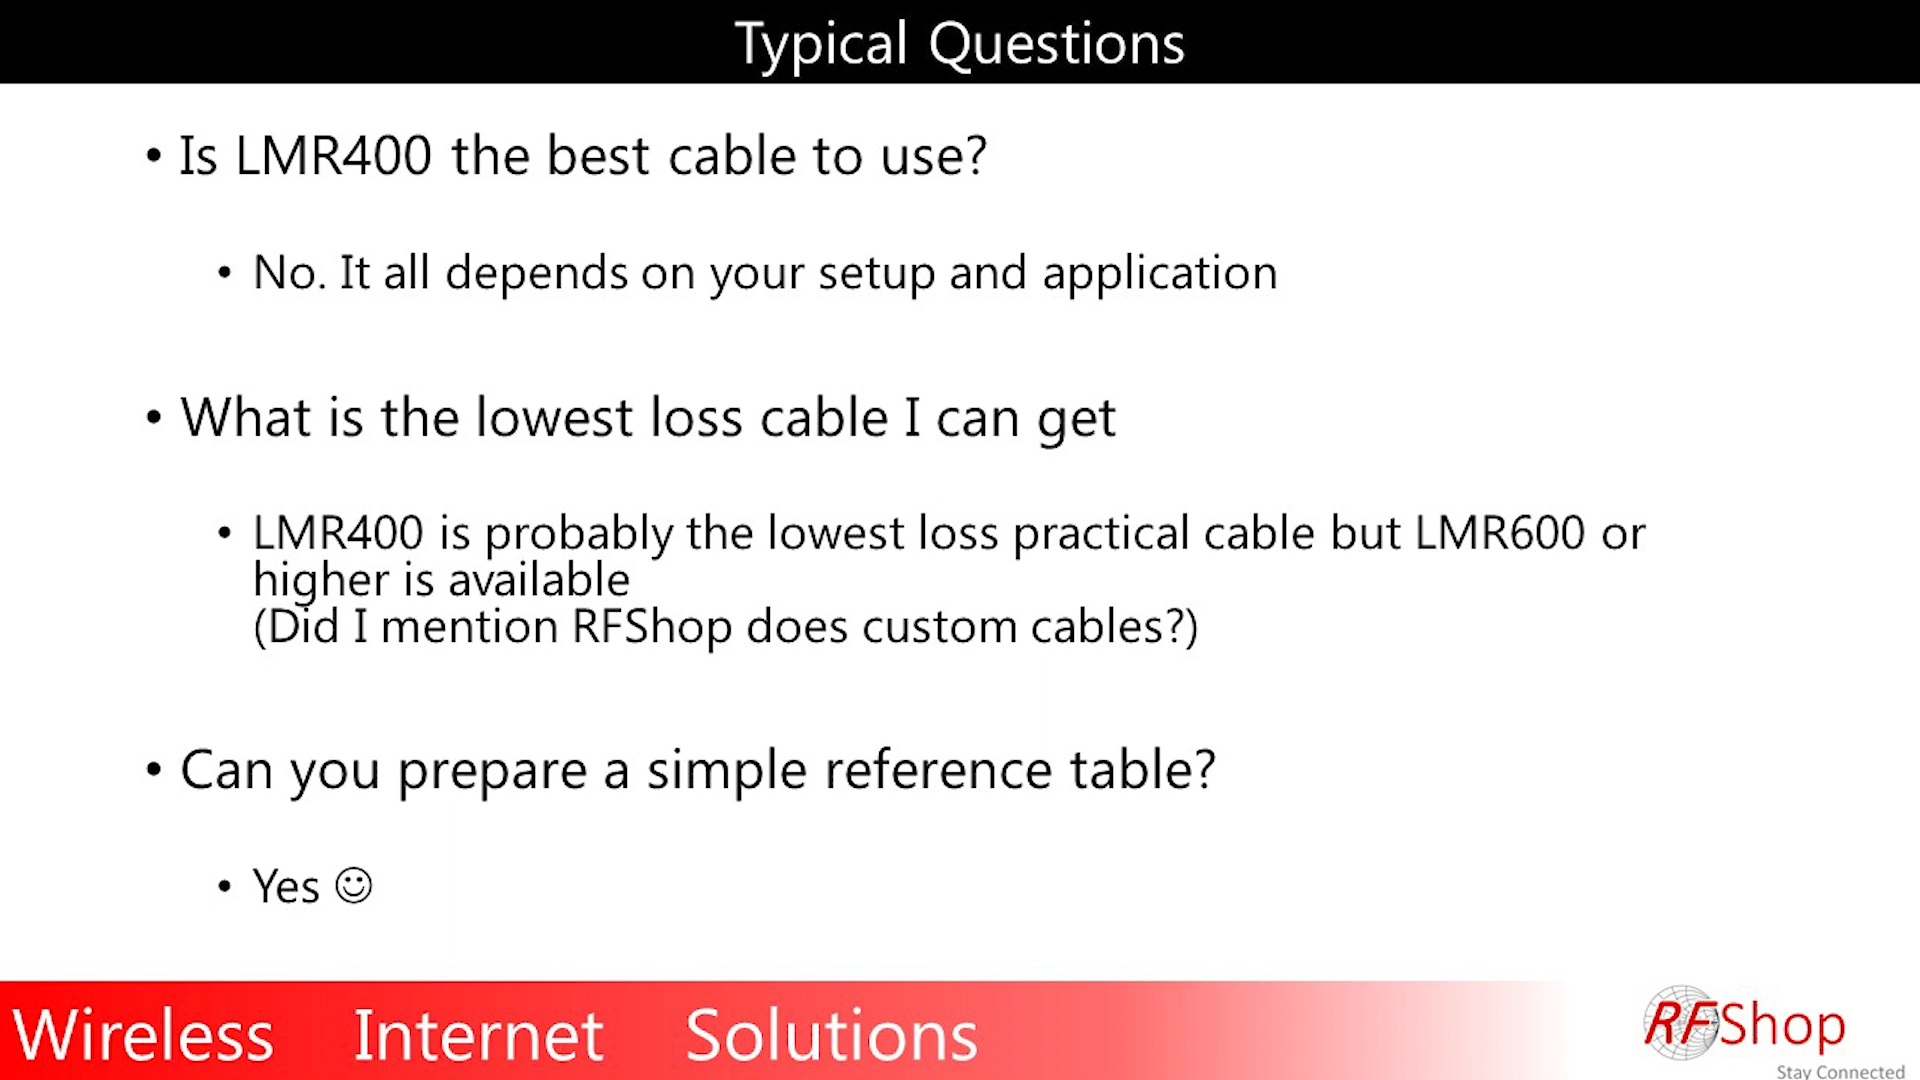 Typical Questions
• Is LMR400 the best cable to use?
• No. It all depends on your setup and application
• What is the lowest loss cable I can get
• LMR400 is probably the lowest loss practical cable but LMR600 or
higher is available
(Did I mention RFShop does custom cables?)
• Can you prepare a simple reference table?
• Yes ☺
Wireless Internet Solutions
RFShop
Stay Connected